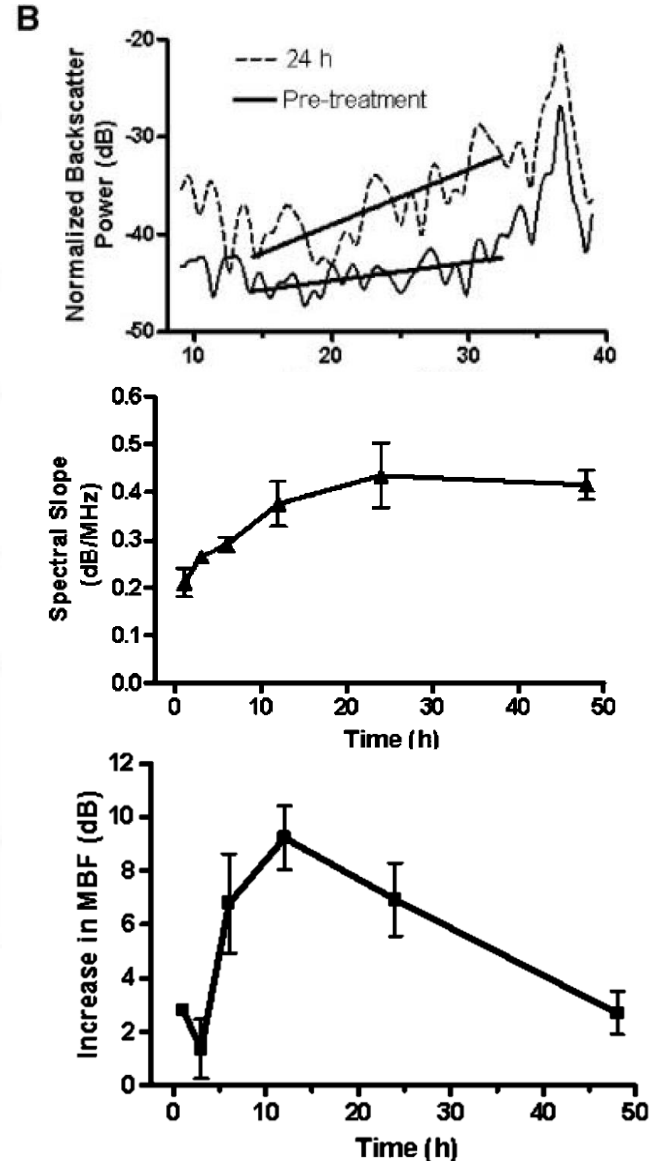 B
-20
-30
-40
-50
Normalized Backscatter
Power (dB)
24 h
Pre-treatment
10 20 30 40
0.6
0.5
0.4
0.3
0.2
0.1
0.0
Spectral Slope
(dB/MHz)
0 10 20 30 40 50
Time (h)
12
10
8
6
4
2
0
Increase in MBF (dB)
0 10 20 30 40 50
Time (h)